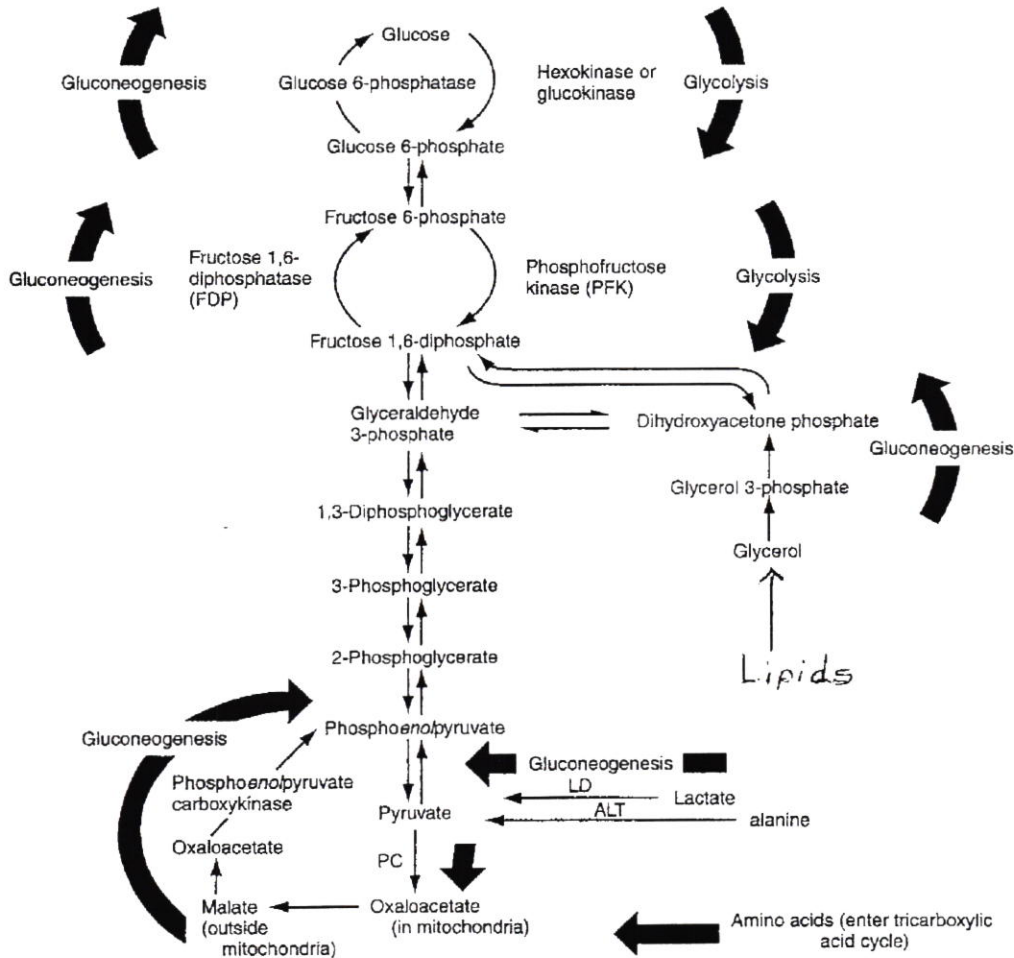 Glucose
Gluconeogenesis
Glucose 6-phosphatase
Hexokinase or
glucokinase
Glycolysis
Glucose 6-phosphate
Fructose 6-phosphate
Gluconeogenesis
Fructose 1,6-
diphosphatase
(FDP)
Phosphofructose
kinase (PFK)
Glycolysis
Fructose 1,6-diphosphate
Glyceraldehyde
3-phosphate
Dihydroxyacetone phosphate
Gluconeogenesis
Glycerol 3-phosphate
1,3-Diphosphoglycerate
Glycerol
3-Phosphoglycerate
Lipids
2-Phosphoglycerate
Phosphoenolpyruvate
Gluconeogenesis
Gluconeogenesis
Phosphoenolpyruvate
carboxykinase
LD
Lactate
Pyruvate
ALT
alanine
Oxaloacetate
PC
Malate
(outside
mitochondria)
Oxaloacetate
(in mitochondria)
Amino acids (enter tricarboxylic
acid cycle)